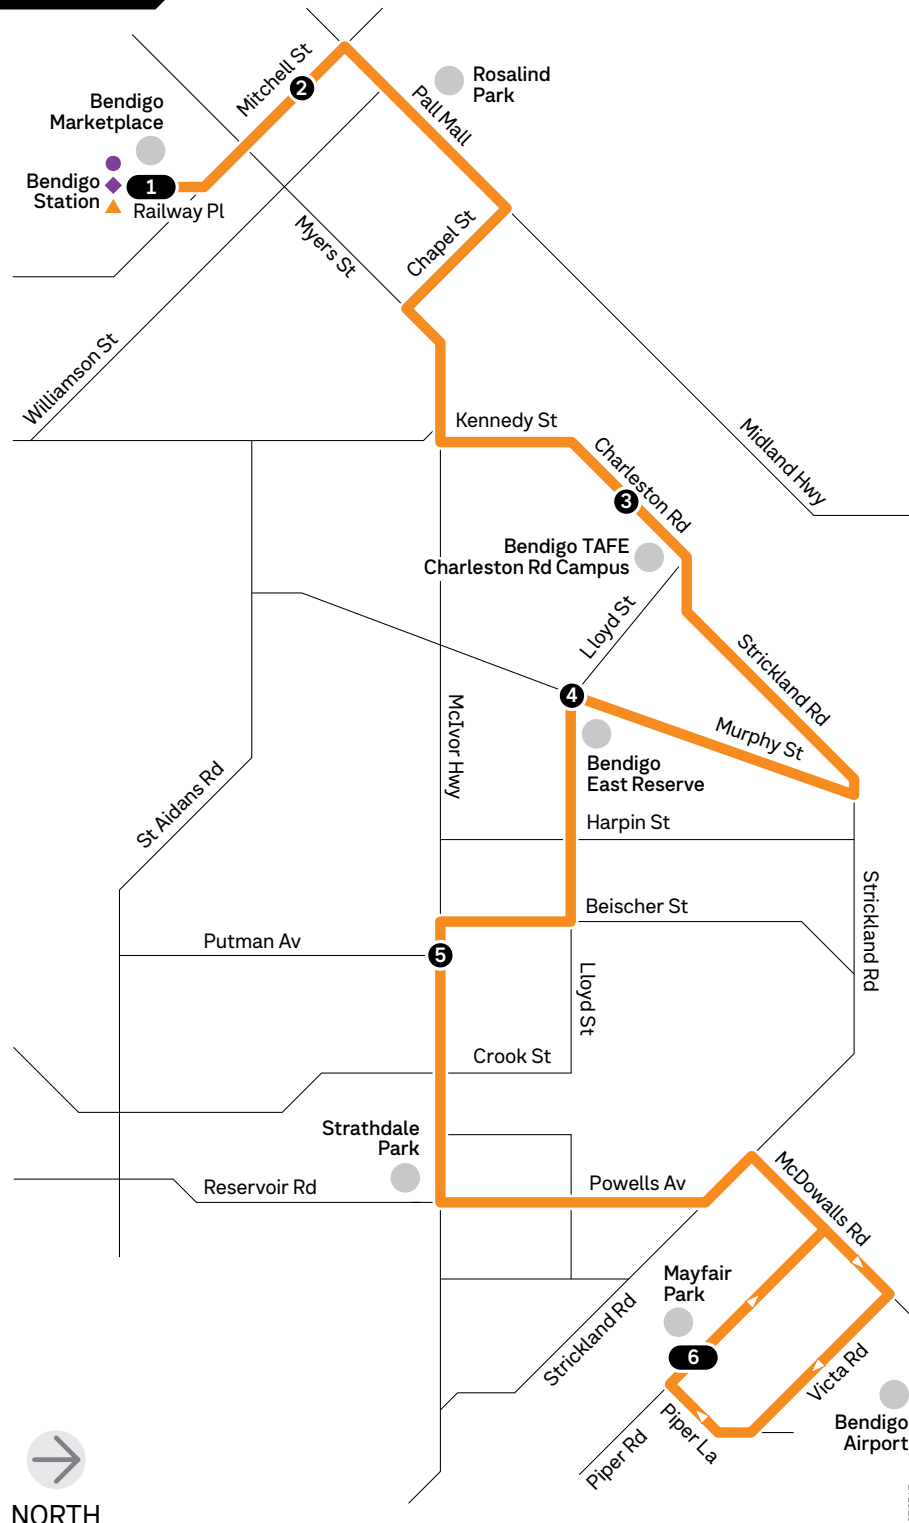 Mitchell St
2
Rosalind
Park
Pall Mall
Bendigo
Marketplace
Bendigo
Station
1
Railway Pl
Myers St
Chapel St
Williamson St
Kennedy St
Charleston Rd
Midland Hwy
3
Bendigo TAFE
Charleston Rd Campus
Lloyd St
Strickland Rd
4
McIvor Hwy
Murphy St
Bendigo
East Reserve
St Aidans Rd
Harpin St
Strickland Rd
Beischer St
Putman Av
5
Lloyd St
Crook St
Strathdale
Park
Reservoir Rd
Powells Av
McDowalls Rd
Mayfair
Park
Strickland Rd
6
Victa Rd
Piper La
Piper Rd
Bendigo
Airport
NORTH